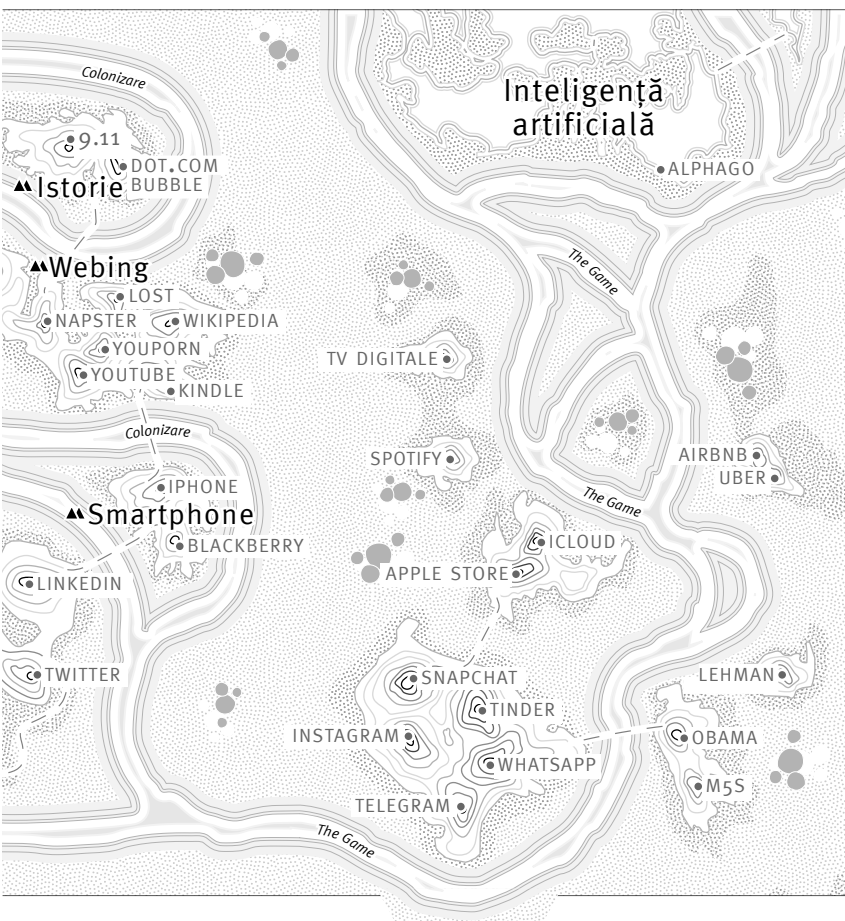 Colonizare
Inteligență
artificială
9.11
DOT.COM
BUBBLE
Istorie
ALPHAGO
Webing
The Game
LOST
NAPSTER
WIKIPEDIA
YOUPORN
TV DIGITALE
YOUTUBE
KINDLE
Colonizare
SPOTIFY
AIRBNB
UBER
IPHONE
The Game
Smartphone
BLACKBERRY
ICLOUD
APPLE STORE
LINKEDIN
TWITTER
SNAPCHAT
LEHMAN
TINDER
INSTAGRAM
OBAMA
WHATSAPP
M5S
TELEGRAM
The Game